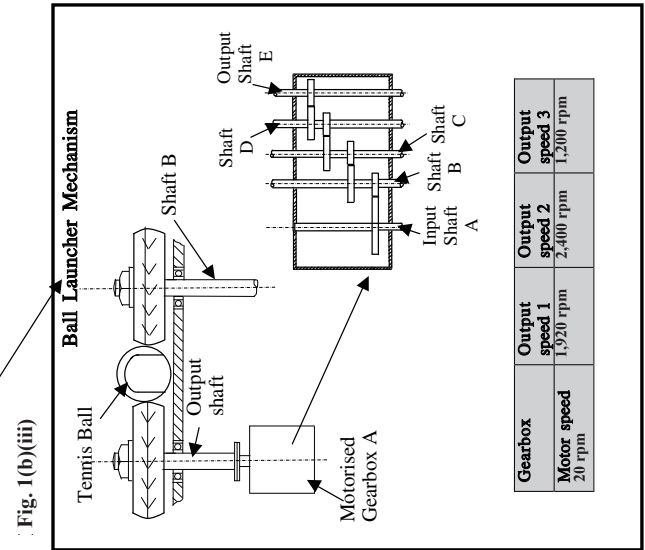 Fig. 1(b)(iii)
Ball Launcher Mechanism
Tennis Ball
Shaft B
Output
shaft
Motorised
Gearbox A
Output
Shaft
E
Shaft
D
Shaft
C
Shaft
B
Input
Shaft
A
Gearbox
Output
speed 1
Output
speed 2
Output
speed 3
Motor speed
20 rpm
1,920 rpm
2,400 rpm
1,200 rpm